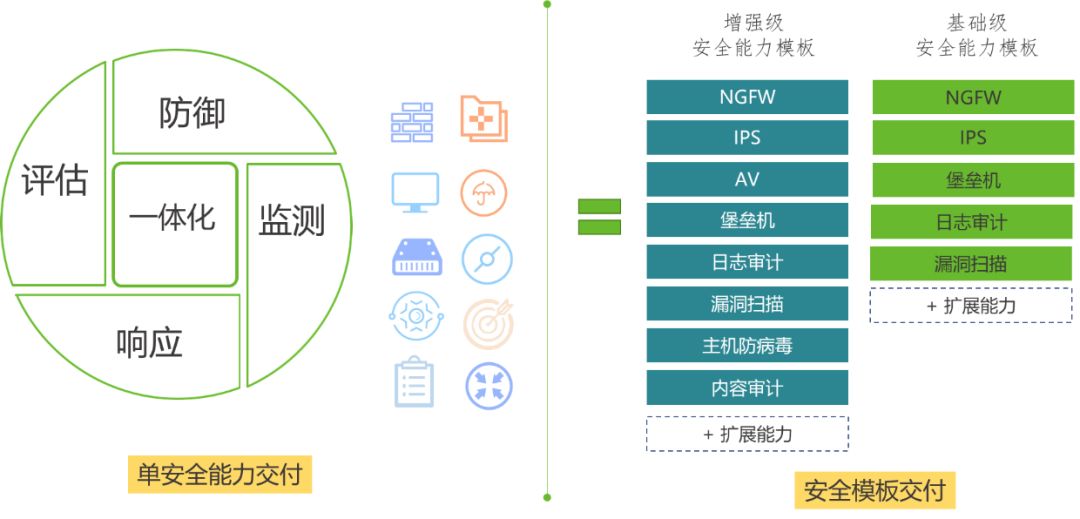 防御
评估
一体化
监测
响应
单安全能力交付
增强级
安全能力模板
NGFW
IPS
AV
堡垒机
日志审计
漏洞扫描
主机防病毒
内容审计
+ 扩展能力
基础级
安全能力模板
NGFW
IPS
堡垒机
日志审计
漏洞扫描
+ 扩展能力
安全模板交付